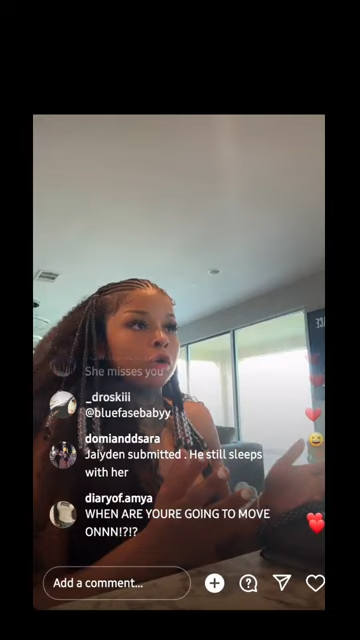 She misses you
_droskiii
@bluefasebabyy
domianddsara
Jaiyden submitted . He still sleeps
with her
diaryof.amya
WHEN ARE YOURE GOING TO MOVE
ONNN!?!?
Add a comment...